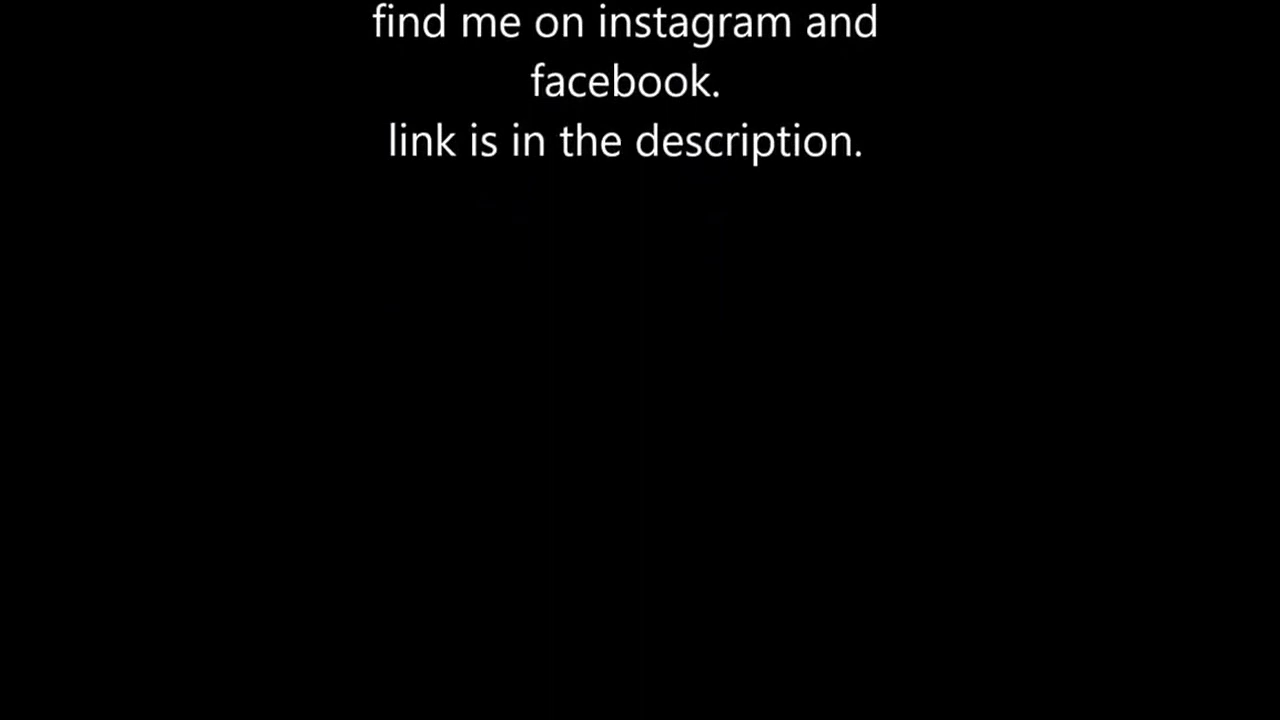 find me on instagram and
facebook.
link is in the description.